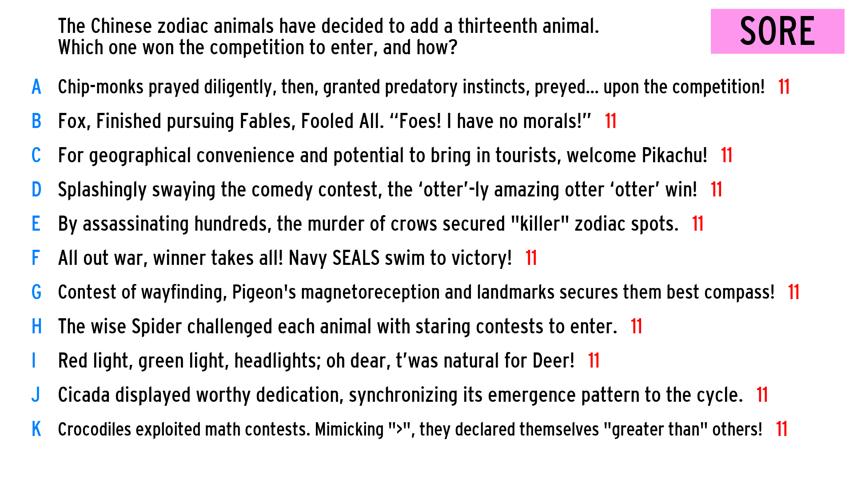 The Chinese zodiac animals have decided to add a thirteenth animal.
Which one won the competition to enter, and how?
SORE
A Chip-monks prayed diligently, then, granted predatory instincts, preyed... upon the competition! 11
B Fox, Finished pursuing Fables, Fooled All. “Foes! I have no morals!” 11
C For geographical convenience and potential to bring in tourists, welcome Pikachu! 11
D Splashingly swaying the comedy contest, the ‘otter’-ly amazing otter ‘otter’ win! 11
E By assassinating hundreds, the murder of crows secured "killer" zodiac spots. 11
F All out war, winner takes all! Navy SEALS swim to victory! 11
G Contest of wayfinding, Pigeon's magnetoreception and landmarks secures them best compass! 11
H The wise Spider challenged each animal with staring contests to enter. 11
I Red light, green light, headlights; oh dear, t’was natural for Deer! 11
J Cicada displayed worthy dedication, synchronizing its emergence pattern to the cycle. 11
K Crocodiles exploited math contests. Mimicking ">", they declared themselves "greater than" others! 11